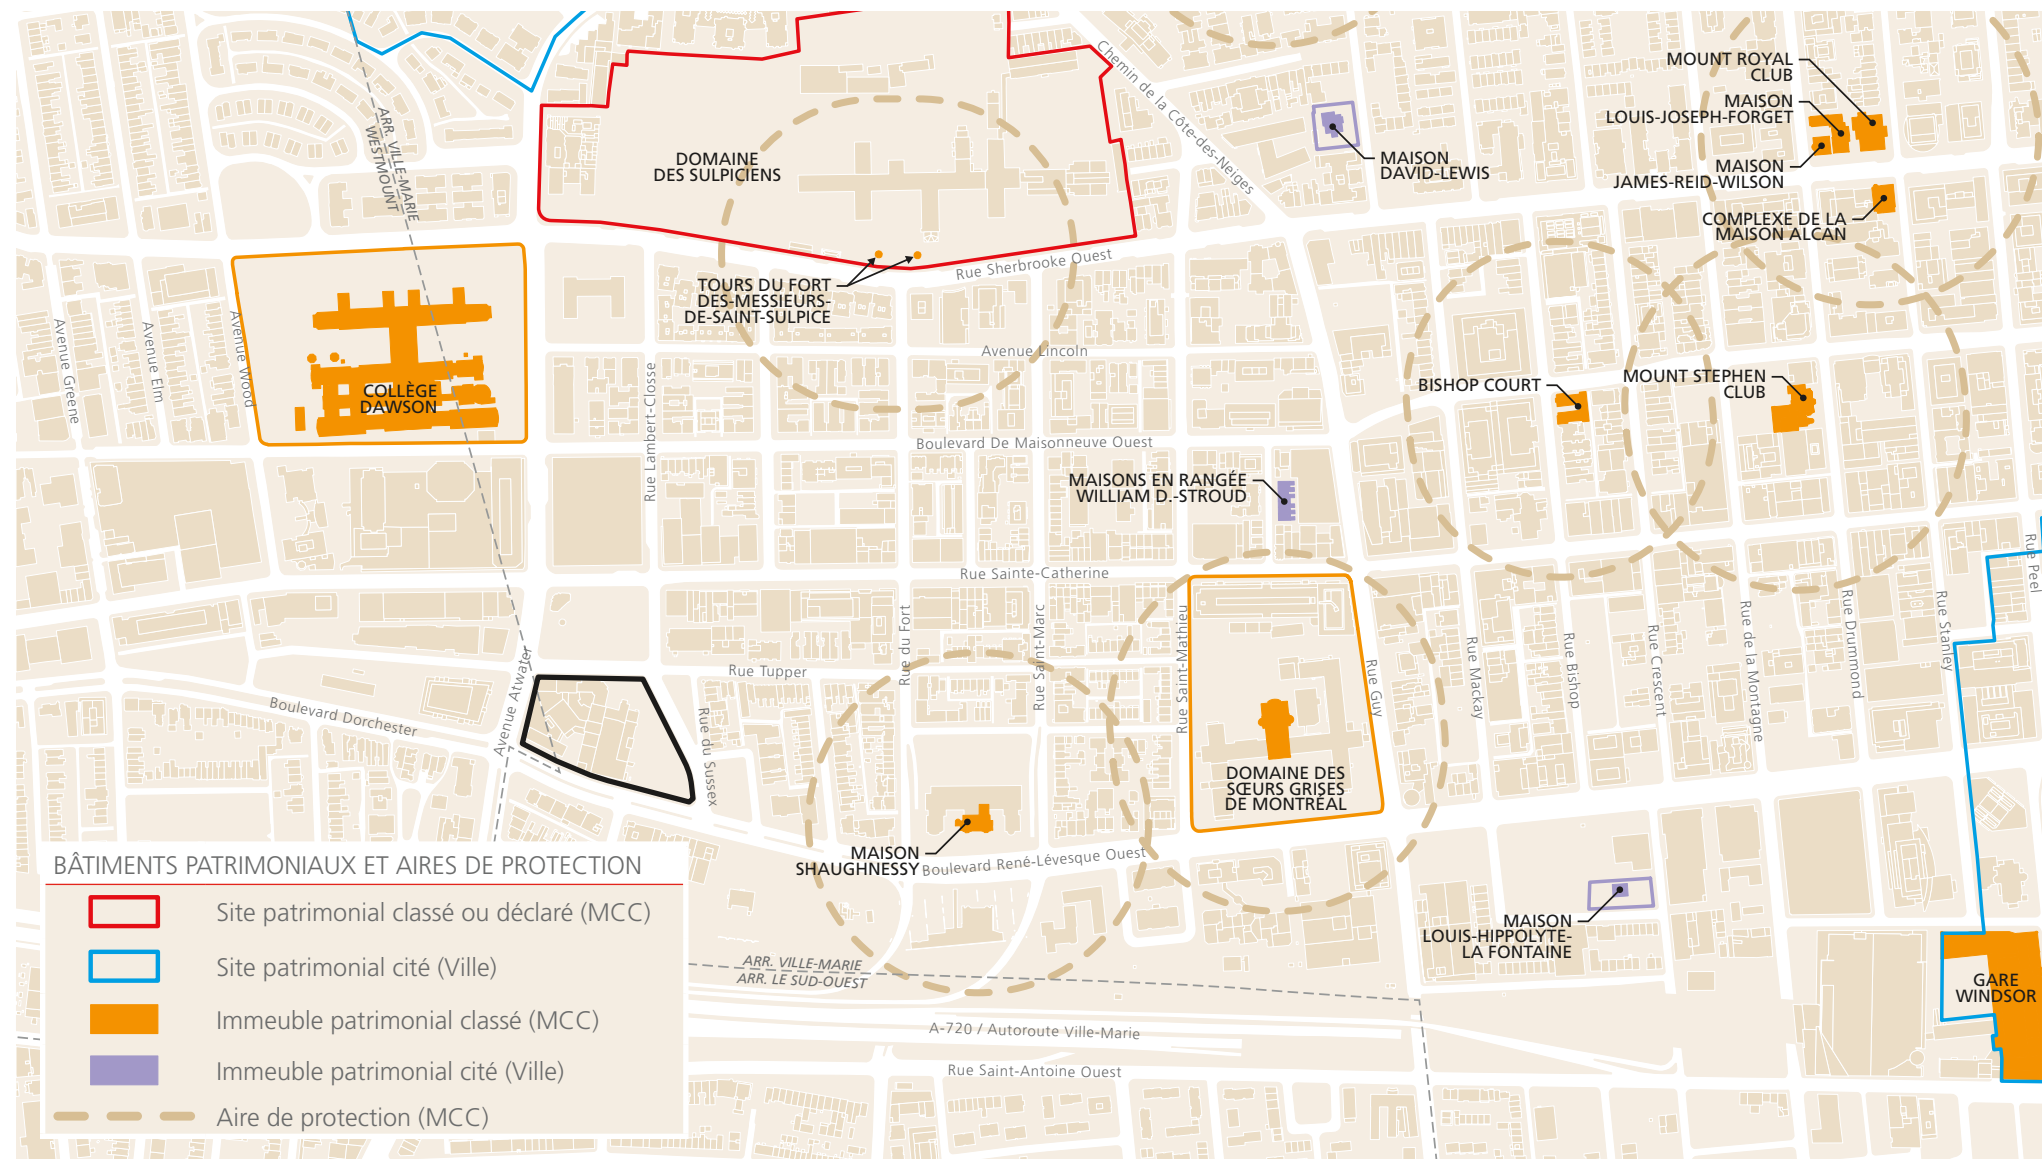 Chemin de la Côte-des-Neiges
MOUNT ROYAL
CLUB
MAISON
LOUIS-JOSEPH-FORGET
MAISON
JAMES-REID-WILSON
COMPLEXE DE LA
MAISON ALCAN
ARR. VILLE-MARIE
WESTMOUNT
DOMAINE
DES SULPICIENS
MAISON
DAVID-LEWIS
Rue Sherbrooke Ouest
TOURS DU FORT
DES-MESSIEURS-
DE-SAINT-SULPICE
Avenue Greene
Avenue Elm
Avenue Wood
COLLÈGE
DAWSON
Rue Lambert-Closse
Avenue Lincoln
BISHOP COURT
MOUNT STEPHEN
CLUB
Boulevard De Maisonneuve Ouest
MAISONS EN RANGÉE
WILLIAM D.-STROUD
Rue Sainte-Catherine
Rue Peel
Avenue Atwater
Boulevard Dorchester
Rue du Sussex
Rue Tupper
Rue du Fort
Rue Saint-Marc
Rue Saint-Mathieu
Rue Guy
Rue Mackay
Rue Bishop
Rue Crescent
Rue de la Montagne
Rue Drummond
Rue Stanley
DOMAINE DES
SŒURS GRISES
DE MONTRÉAL
MAISON
SHAUGHNESSY
Boulevard René-Lévesque Ouest
MAISON
LOUIS-HIPPOLYTE-
LA FONTAINE
GARE
WINDSOR
ARR. VILLE-MARIE
ARR. LE SUD-OUEST
A-720 / Autoroute Ville-Marie
Rue Saint-Antoine Ouest
BÂTIMENTS PATRIMONIAUX ET AIRES DE PROTECTION
Site patrimonial classé ou déclaré (MCC)
Site patrimonial cité (Ville)
Immeuble patrimonial classé (MCC)
Immeuble patrimonial cité (Ville)
Aire de protection (MCC)